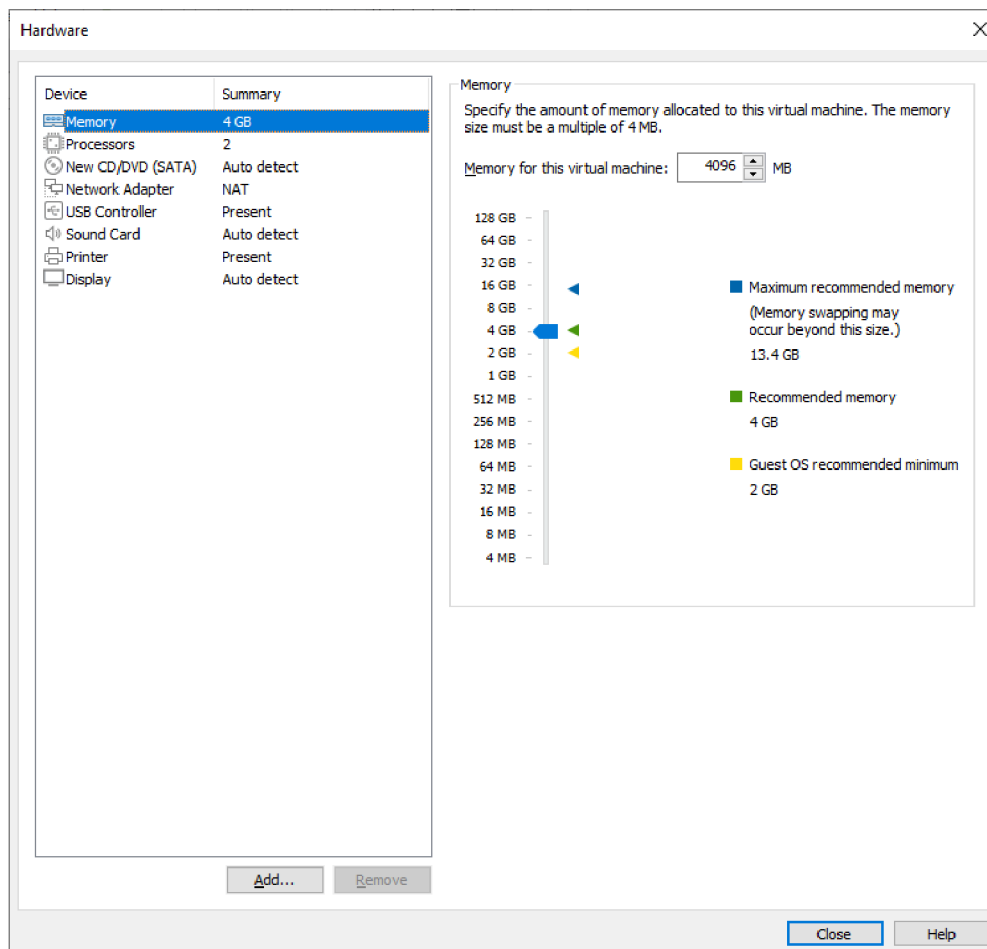 Hardware
Device Summary
Memory 4 GB
Processors 2
New CD/DVD (SATA) Auto detect
Network Adapter NAT
USB Controller Present
Sound Card Auto detect
Printer Present
Display Auto detect
Add...
Remove
Memory
Specify the amount of memory allocated to this virtual machine. The memory
size must be a multiple of 4 MB.
Memory for this virtual machine: 4096 MB
128 GB
64 GB
32 GB
16 GB
8 GB
4 GB
2 GB
1 GB
512 MB
256 MB
128 MB
64 MB
32 MB
16 MB
8 MB
4 MB
Maximum recommended memory
(Memory swapping may
occur beyond this size.)
13.4 GB
Recommended memory
4 GB
Guest OS recommended minimum
2 GB
Close
Help